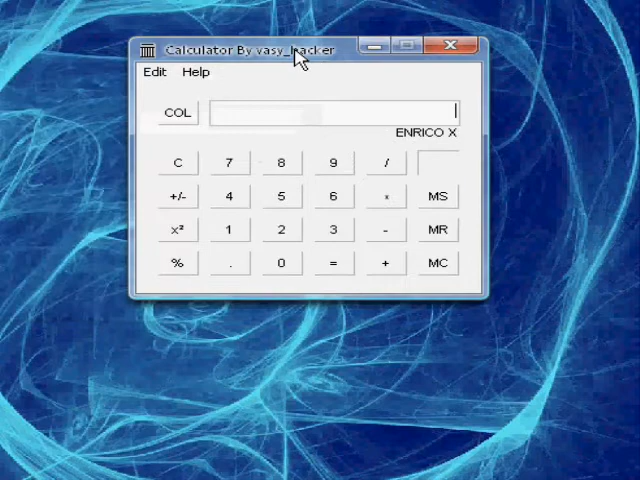 Calculator By vasy_hacker
Edit Help
COL
ENRICO X
C 7 8 9 /
+/- 4 5 6 * MS
x² 1 2 3 - MR
% . 0 = + MC